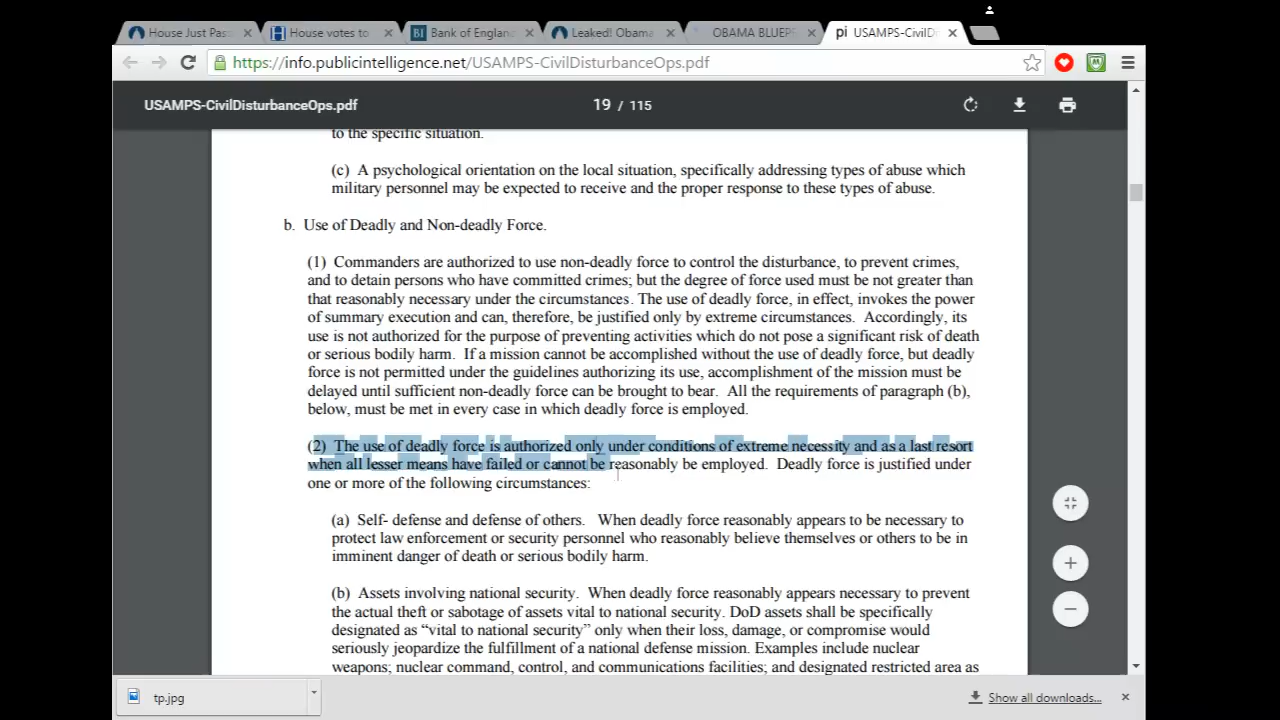 House Just Pas
House votes to
BI Bank of Englan
Leaked! Obama
OBAMA BLUEP
pi USAMPS-CivilDi
https://info.publicintelligence.net/USAMPS-CivilDisturbanceOps.pdf
USAMPS-CivilDisturbanceOps.pdf 19 / 115
to the specific situation.
(c) A psychological orientation on the local situation, specifically addressing types of abuse which
military personnel may be expected to receive and the proper response to these types of abuse.
b. Use of Deadly and Non-deadly Force.
(1) Commanders are authorized to use non-deadly force to control the disturbance, to prevent crimes,
and to detain persons who have committed crimes; but the degree of force used must be not greater than
that reasonably necessary under the circumstances. The use of deadly force, in effect, invokes the power
of summary execution and can, therefore, be justified only by extreme circumstances. Accordingly, its
use is not authorized for the purpose of preventing activities which do not pose a significant risk of death
or serious bodily harm. If a mission cannot be accomplished without the use of deadly force, but deadly
force is not permitted under the guidelines authorizing its use, accomplishment of the mission must be
delayed until sufficient non-deadly force can be brought to bear. All the requirements of paragraph (b),
below, must be met in every case in which deadly force is employed.
(2) The use of deadly force is authorized only under conditions of extreme necessity and as a last resort
when all lesser means have failed or cannot be reasonably be employed. Deadly force is justified under
one or more of the following circumstances:
(a) Self- defense and defense of others. When deadly force reasonably appears to be necessary to
protect law enforcement or security personnel who reasonably believe themselves or others to be in
imminent danger of death or serious bodily harm.
(b) Assets involving national security. When deadly force reasonably appears necessary to prevent
the actual theft or sabotage of assets vital to national security. DoD assets shall be specifically
designated as “vital to national security” only when their loss, damage, or compromise would
seriously jeopardize the fulfillment of a national defense mission. Examples include nuclear
weapons; nuclear command, control, and communications facilities; and designated restricted area as
tp.jpg
Show all downloads...